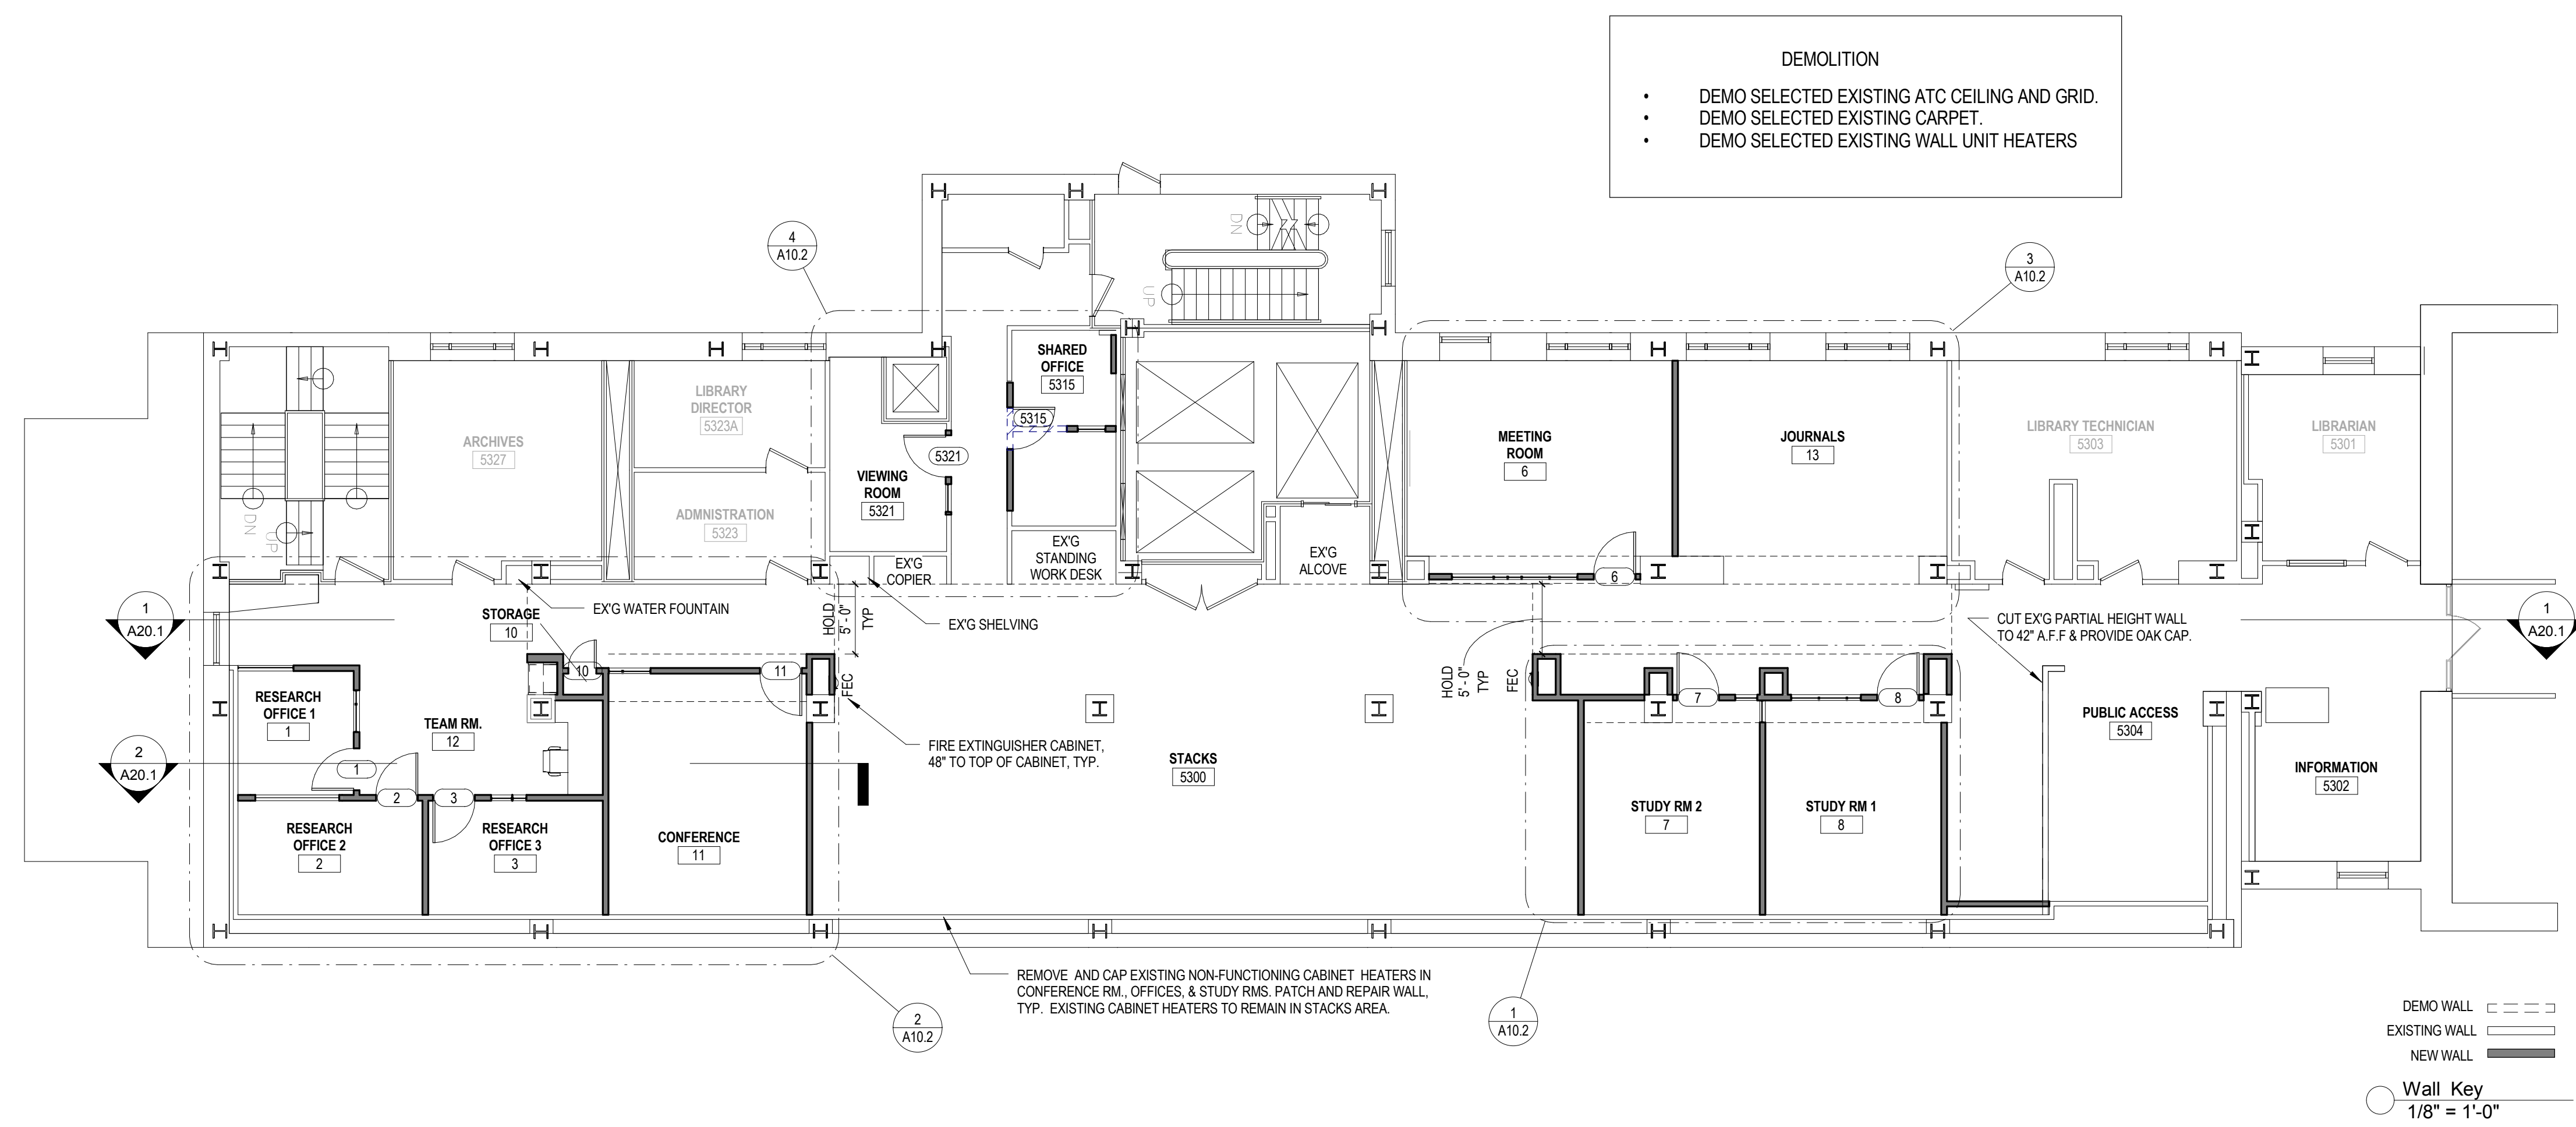 DEMOLITION
• DEMO SELECTED EXISTING ATC CEILING AND GRID.
• DEMO SELECTED EXISTING CARPET.
• DEMO SELECTED EXISTING WALL UNIT HEATERS
4
A10.2
3
A10.2
DN
UP
SHARED
OFFICE
5315
5315
LIBRARY
DIRECTOR
5323A
ARCHIVES
5327
ADMNISTRATION
5323
VIEWING
ROOM
5321
5321
MEETING
ROOM
6
JOURNALS
13
LIBRARY TECHNICIAN
5303
LIBRARIAN
5301
DN
UP
EX'G
COPIER
EX'G
STANDING
WORK DESK
EX'G
ALCOVE
6
1
A20.1
STORAGE
10
EX'G WATER FOUNTAIN
HOLD
5' - 0"
TYP
EX'G SHELVING
CUT EX'G PARTIAL HEIGHT WALL
TO 42" A.F.F & PROVIDE OAK CAP.
1
A20.1
10
11
FEC
HOLD
5' - 0"
TYP
FEC
7
8
RESEARCH
OFFICE 1
1
TEAM RM.
12
PUBLIC ACCESS
5304
FIRE EXTINGUISHER CABINET,
48" TO TOP OF CABINET, TYP.
STACKS
5300
2
A20.1
1
2
3
INFORMATION
5302
RESEARCH
OFFICE 2
2
RESEARCH
OFFICE 3
3
CONFERENCE
11
STUDY RM 2
7
STUDY RM 1
8
REMOVE AND CAP EXISTING NON-FUNCTIONING CABINET HEATERS IN
CONFERENCE RM., OFFICES, & STUDY RMS. PATCH AND REPAIR WALL,
TYP. EXISTING CABINET HEATERS TO REMAIN IN STACKS AREA.
2
A10.2
1
A10.2
DEMO WALL
EXISTING WALL
NEW WALL
Wall Key
1/8" = 1'-0"